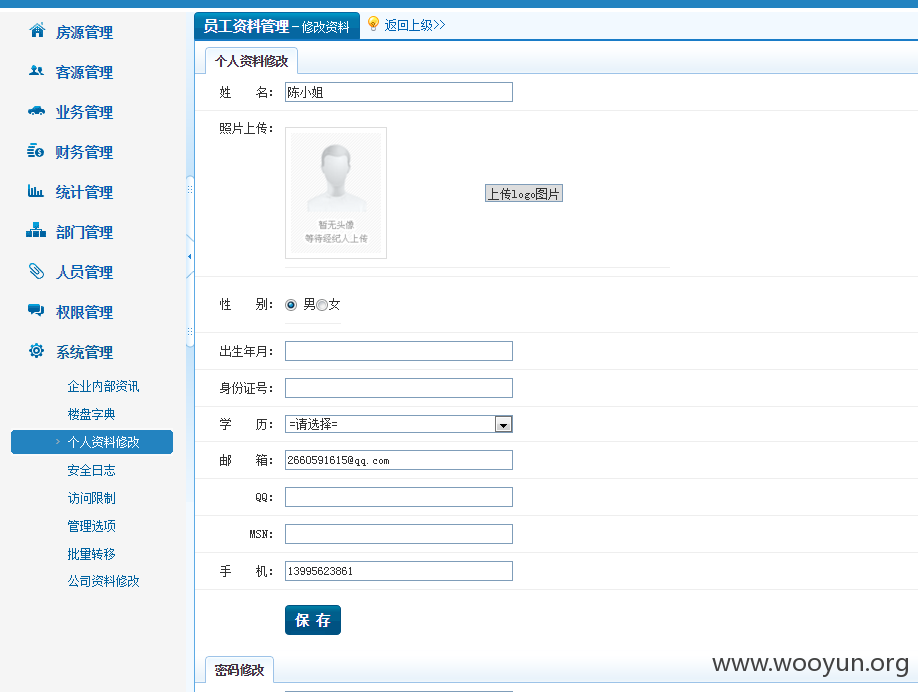 房源管理
客源管理
业务管理
财务管理
统计管理
部门管理
人员管理
权限管理
系统管理
企业内部资讯
楼盘字典
个人资料修改
安全日志
访问限制
管理选项
批量转移
公司资料修改
员工资料管理－修改资料
返回上级>>
个人资料修改
姓 名： 陈小姐
照片上传：
暂无头像
等待经纪人上传
上传logo图片
性 别： 男 女
出生年月：
身份证号：
学 历： =请选择=
邮 箱： 2660591615@qq.com
QQ：
MSN：
手 机： 13995623861
保 存
密码修改
www.wooyun.org